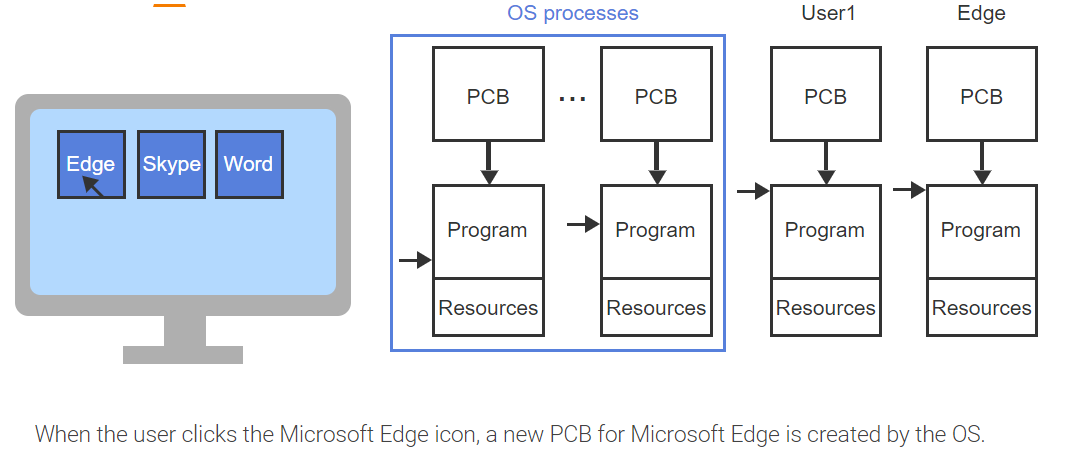 OS processes User1 Edge
PCB ... PCB PCB PCB
Edge Skype Word
Program Program Program Program
Resources Resources Resources Resources
When the user clicks the Microsoft Edge icon, a new PCB for Microsoft Edge is created by the OS.